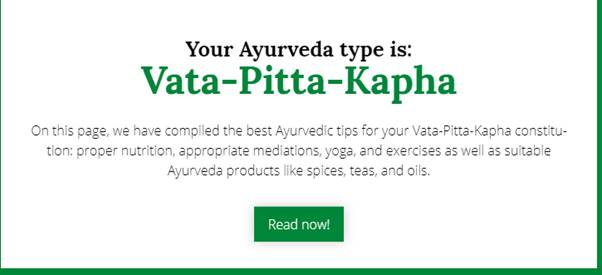 Your Ayurveda type is:
Vata-Pitta-Kapha
On this page, we have compiled the best Ayurvedic tips for your Vata-Pitta-Kapha constitu-
tion: proper nutrition, appropriate mediations, yoga, and exercises as well as suitable
Ayurveda products like spices, teas, and oils.
Read now!